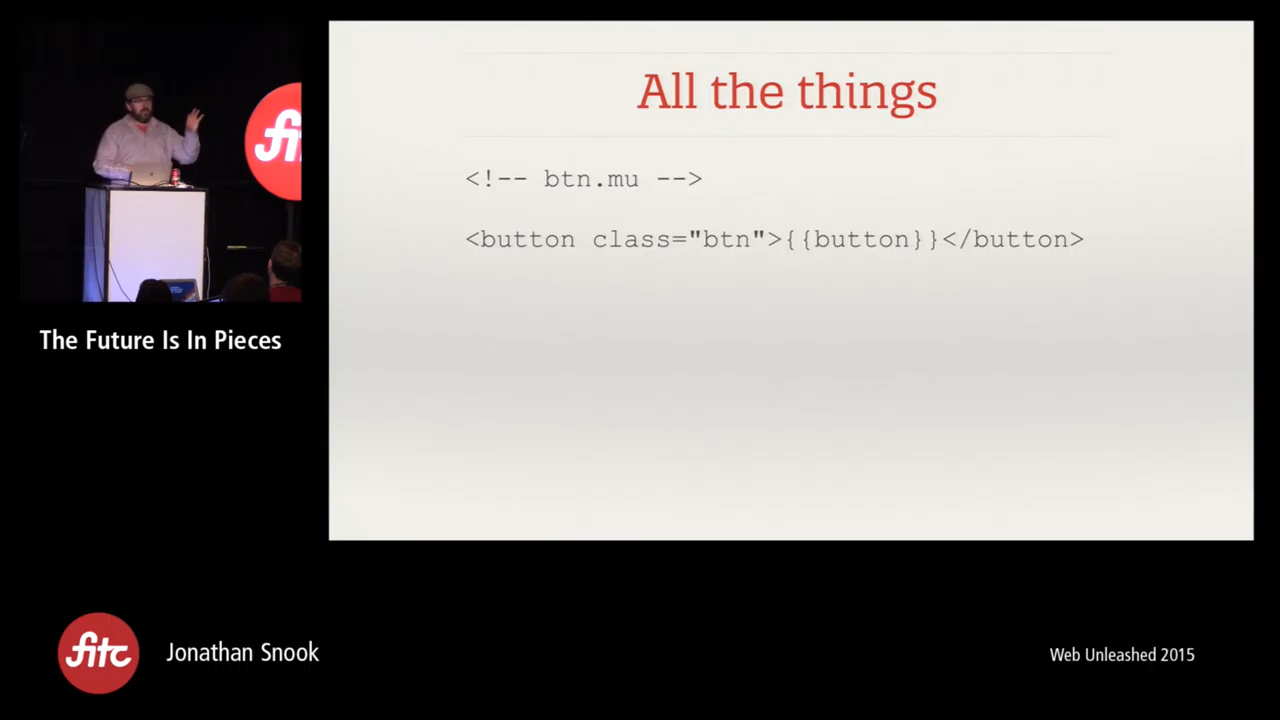 All the things
<!-- btn.mu -->
<button class="btn">{{button}}</button>
The Future Is In Pieces
fitc
Jonathan Snook
Web Unleashed 2015